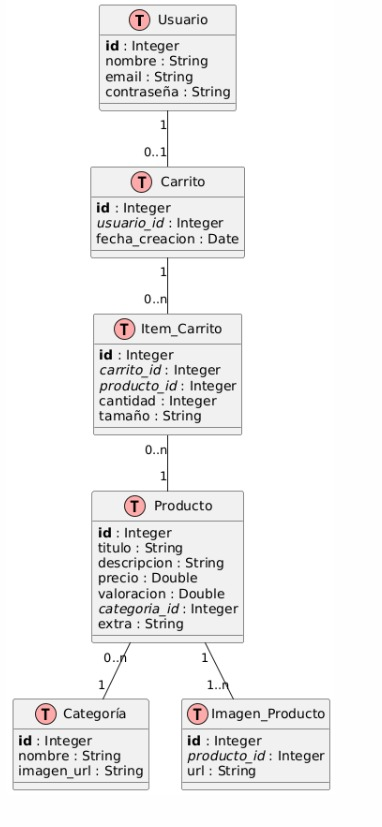 T Usuario
id : Integer
nombre : String
email : String
contraseña : String
1
0..1
T Carrito
id : Integer
usuario_id : Integer
fecha_creacion : Date
1
0..n
T Item_Carrito
id : Integer
carrito_id : Integer
producto_id : Integer
cantidad : Integer
tamaño : String
0..n
1
T Producto
id : Integer
titulo : String
descripcion : String
precio : Double
valoracion : Double
categoria_id : Integer
extra : String
0..n 1
1 1..n
T Categoría
id : Integer
nombre : String
imagen_url : String
T Imagen_Producto
id : Integer
producto_id : Integer
url : String